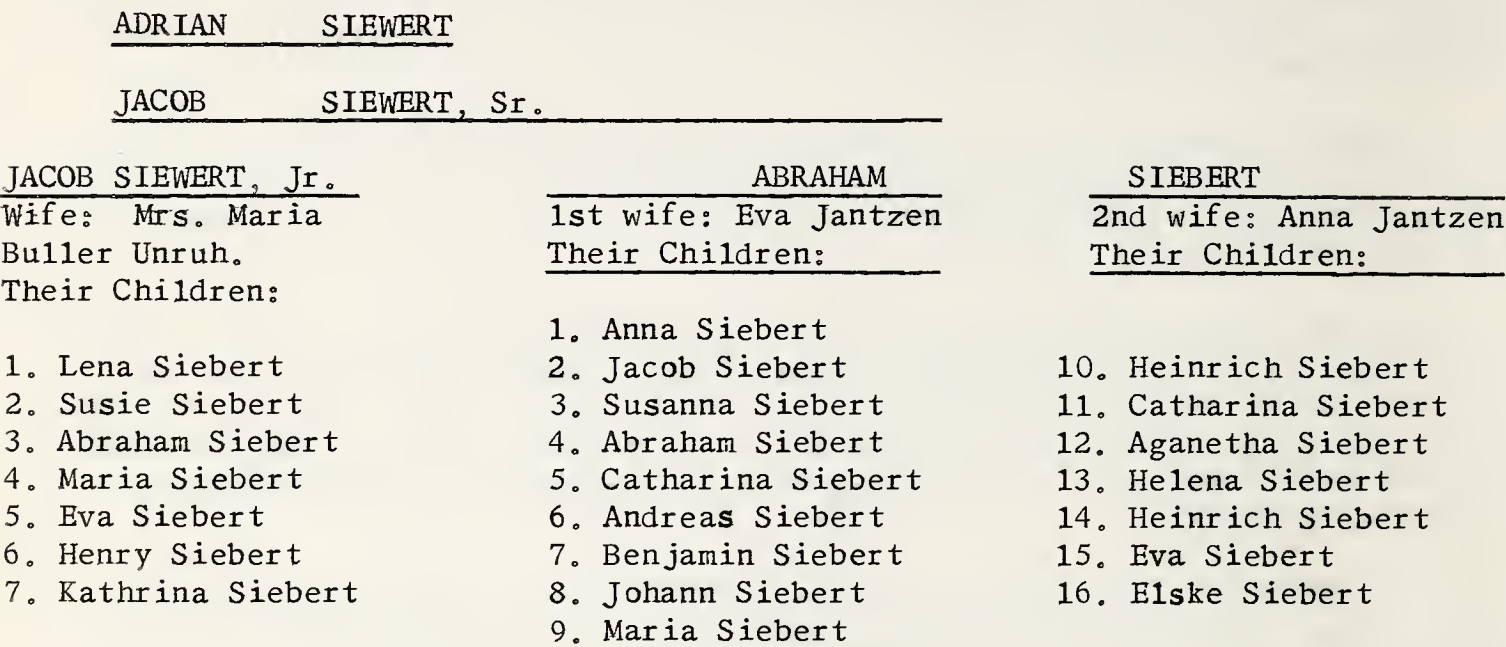 ADRIAN SIEWERT
JACOB SIEWERT, Sr.
JACOB SIEWERT, Jr.
Wife: Mrs. Maria
Buller Unruh.
Their Children:
1. Lena Siebert
2. Susie Siebert
3. Abraham Siebert
4. Maria Siebert
5. Eva Siebert
6. Henry Siebert
7. Kathrina Siebert
ABRAHAM SIEBERT
1st wife: Eva Jantzen
Their Children:
1. Anna Siebert
2. Jacob Siebert
3. Susanna Siebert
4. Abraham Siebert
5. Catharina Siebert
6. Andreas Siebert
7. Benjamin Siebert
8. Johann Siebert
9. Maria Siebert
2nd wife: Anna Jantzen
Their Children:
10. Heinrich Siebert
11. Catharina Siebert
12. Aganetha Siebert
13. Helena Siebert
14. Heinrich Siebert
15. Eva Siebert
16. Elske Siebert